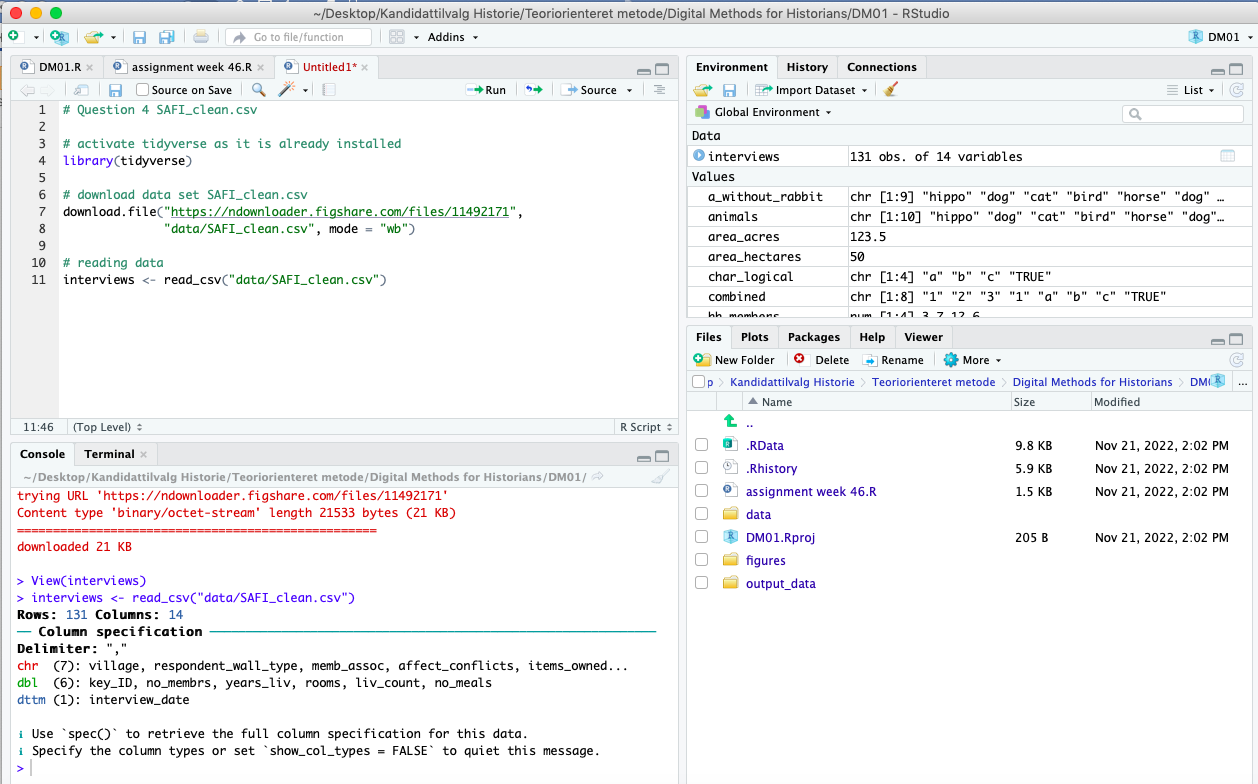 ~/Desktop/Kandidattilvalg Historie/Teoriorienteret metode/Digital Methods for Historians/DM01 - RStudio
Go to file/function
Addins
DM01
DM01.R
assignment week 46.R
Untitled1*
Source on Save
Run
Source
1 # Question 4 SAFI_clean.csv
2
3 # activate tidyverse as it is already installed
4 library(tidyverse)
5
6 # download data set SAFI_clean.csv
7 download.file("https://ndownloader.figshare.com/files/11492171",
8 "data/SAFI_clean.csv", mode = "wb")
9
10 # reading data
11 interviews <- read_csv("data/SAFI_clean.csv")
11:46
(Top Level)
R Script
Console
Terminal
~/Desktop/Kandidattilvalg Historie/Teoriorienteret metode/Digital Methods for Historians/DM01/
trying URL 'https://ndownloader.figshare.com/files/11492171'
Content type 'binary/octet-stream' length 21533 bytes (21 KB)
==================================================
downloaded 21 KB
> View(interviews)
> interviews <- read_csv("data/SAFI_clean.csv")
Rows: 131 Columns: 14
── Column specification ──────────────────────────────
Delimiter: ","
chr (7): village, respondent_wall_type, memb_assoc, affect_conflicts, items_owned...
dbl (6): key_ID, no_membrs, years_liv, rooms, liv_count, no_meals
dttm (1): interview_date
ℹ Use `spec()` to retrieve the full column specification for this data.
ℹ Specify the column types or set `show_col_types = FALSE` to quiet this message.
>
Environment
History
Connections
Import Dataset
List
Global Environment
Data
interviews 131 obs. of 14 variables
Values
a_without_rabbit chr [1:9] "hippo" "dog" "cat" "bird" "horse" "dog" …
animals chr [1:10] "hippo" "dog" "cat" "bird" "horse" "dog"…
area_acres 123.5
area_hectares 50
char_logical chr [1:4] "a" "b" "c" "TRUE"
combined chr [1:8] "1" "2" "3" "1" "a" "b" "c" "TRUE"
hh_members num [1:4] 3 7 12 6
Files
Plots
Packages
Help
Viewer
New Folder
Delete
Rename
More
p
Kandidattilvalg Historie
Teoriorienteret metode
Digital Methods for Historians
DM0
...
Name
Size
Modified
..
.RData 9.8 KB Nov 21, 2022, 2:02 PM
.Rhistory 5.9 KB Nov 21, 2022, 2:02 PM
assignment week 46.R 1.5 KB Nov 21, 2022, 2:02 PM
data
DM01.Rproj 205 B Nov 21, 2022, 2:02 PM
figures
output_data